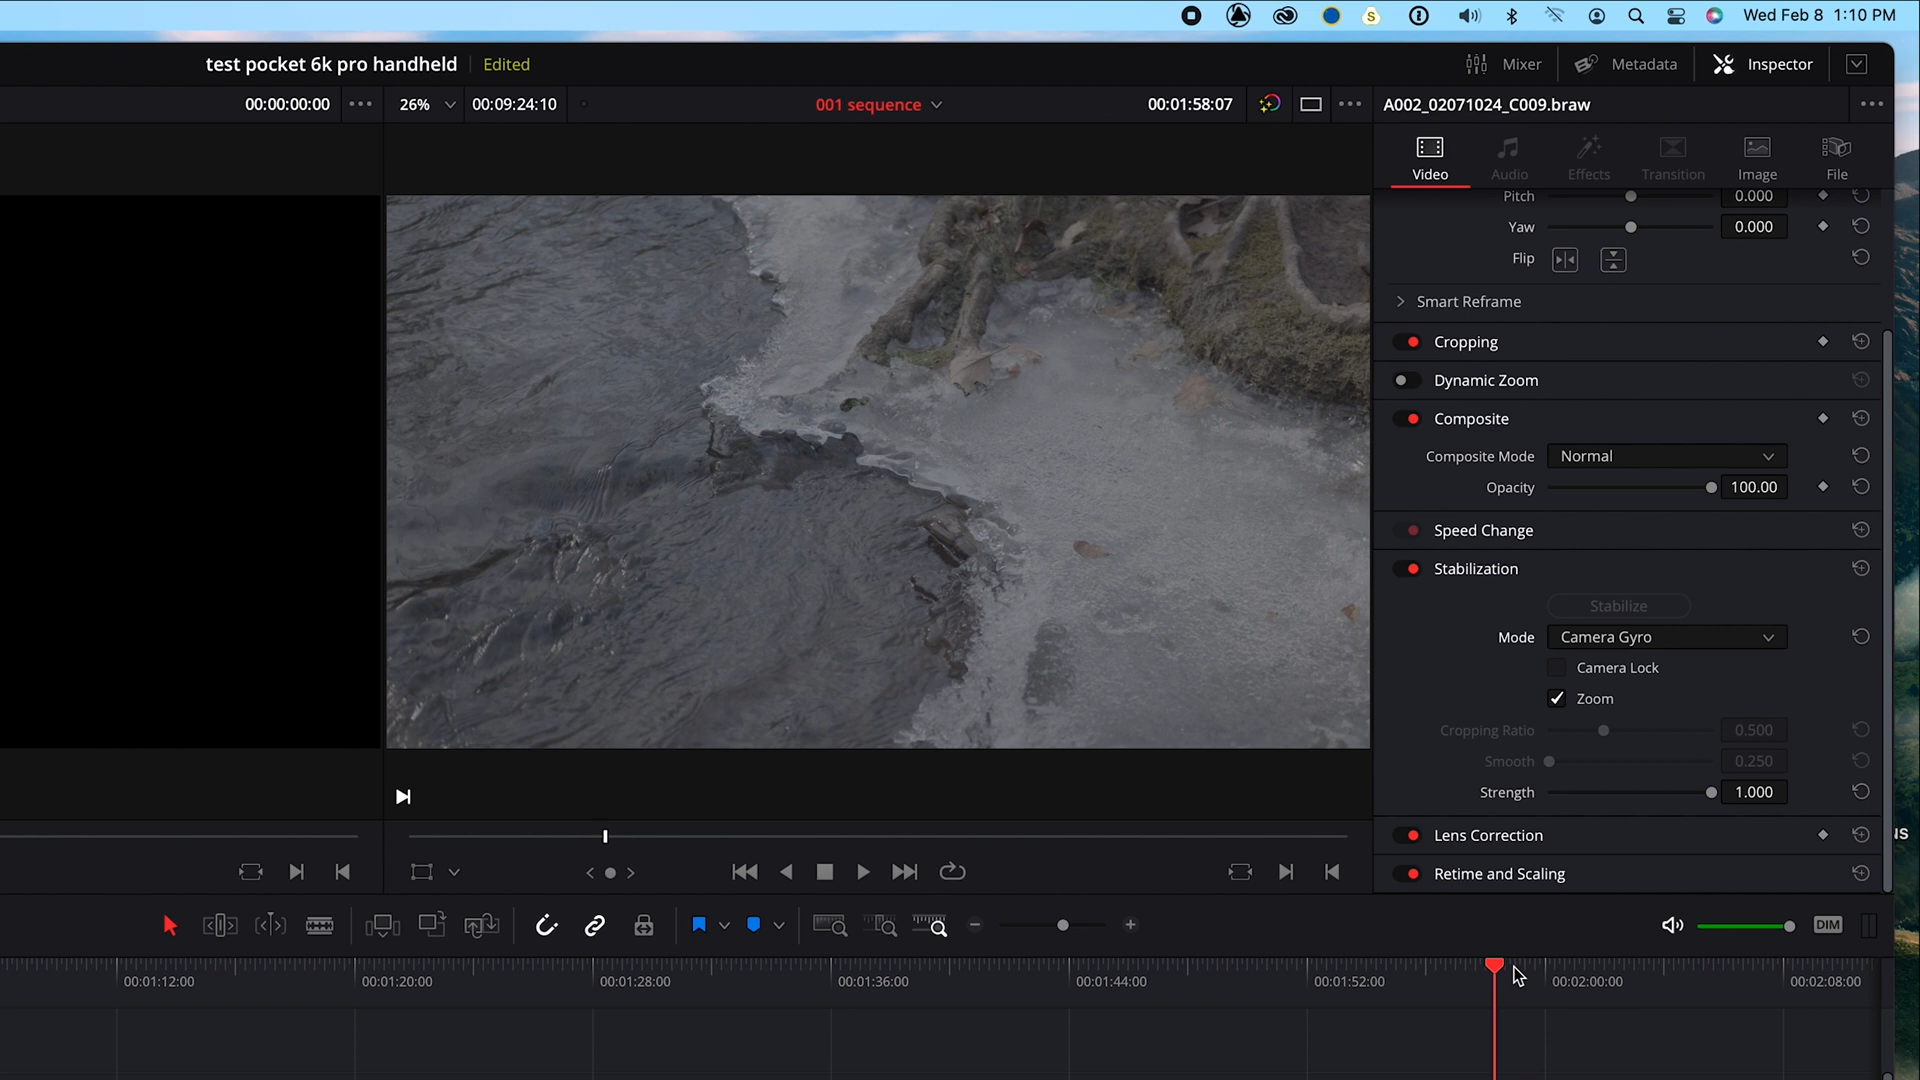 Wed Feb 8 1:10 PM
test pocket 6k pro handheld Edited
Mixer Metadata Inspector
00:00:00:00 26% 00:09:24:10 001 sequence 00:01:58:07 A002_02071024_C009.braw
Video Audio Effects Transition Image File
Pitch 0.000
Yaw 0.000
Flip
Smart Reframe
Cropping
Dynamic Zoom
Composite
Composite Mode Normal
Opacity 100.00
Speed Change
Stabilization
Stabilize
Mode Camera Gyro
Camera Lock
Zoom
Cropping Ratio 0.500
Smooth 0.250
Strength 1.000
Lens Correction
Retime and Scaling
DIM
00:01:12:00 00:01:20:00 00:01:28:00 00:01:36:00 00:01:44:00 00:01:52:00 00:02:00:00 00:02:08:00